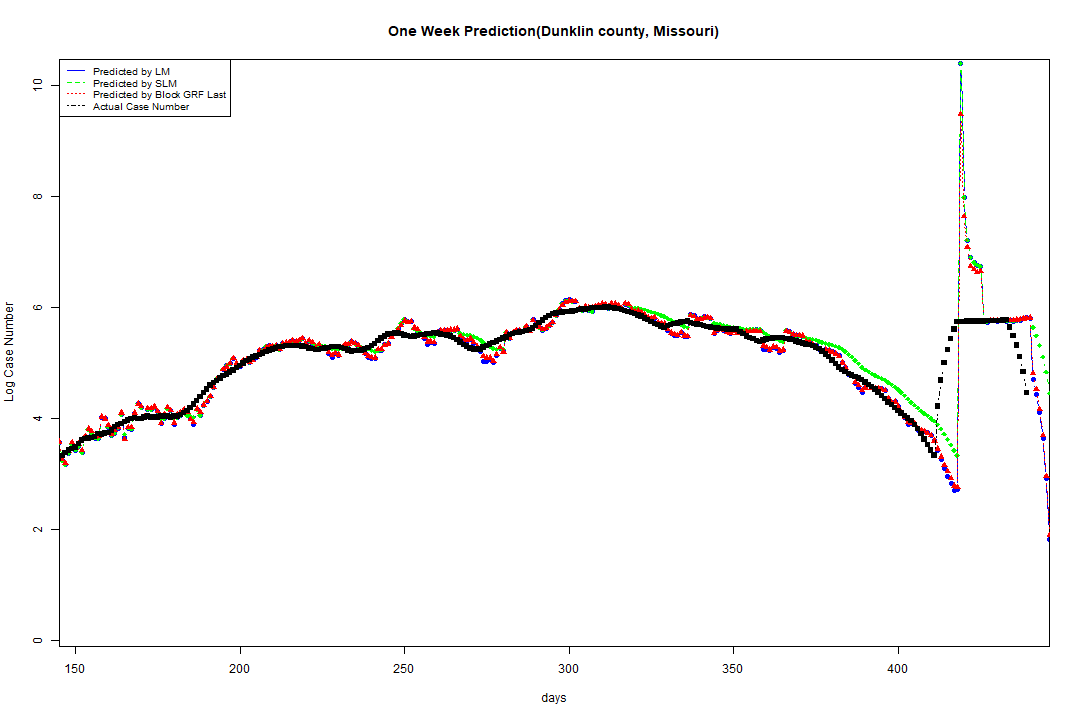 One Week Prediction(Dunklin county, Missouri)
Predicted by LM
Predicted by SLM
Predicted by Block GRF Last
Actual Case Number
Log Case Number
10
8
6
4
2
0
150 200 250 300 350 400
days